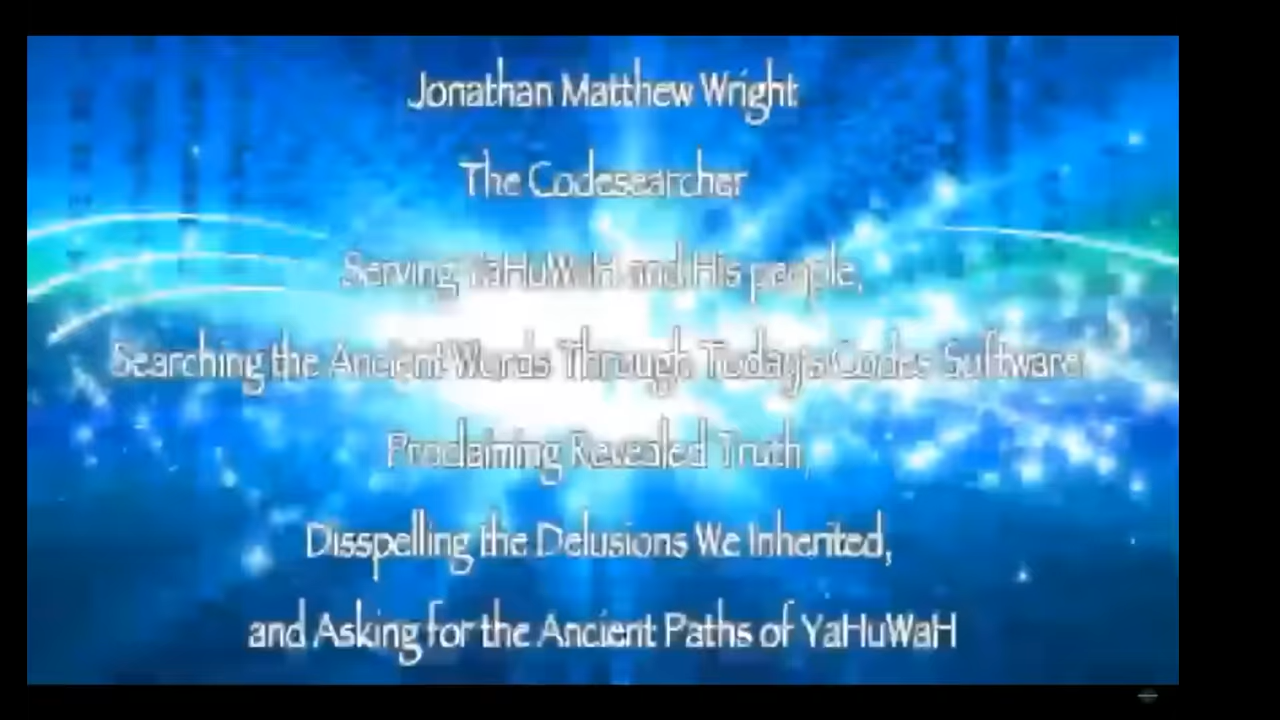 Jonathan Matthew Wright
The Codesearcher
Serving YaHuWaH and His people,
Searching the Ancient Words Through Today's Codes Software
Proclaiming Revealed Truth,
Disspelling the Delusions We Inherited,
and Asking for the Ancient Paths of YaHuWaH